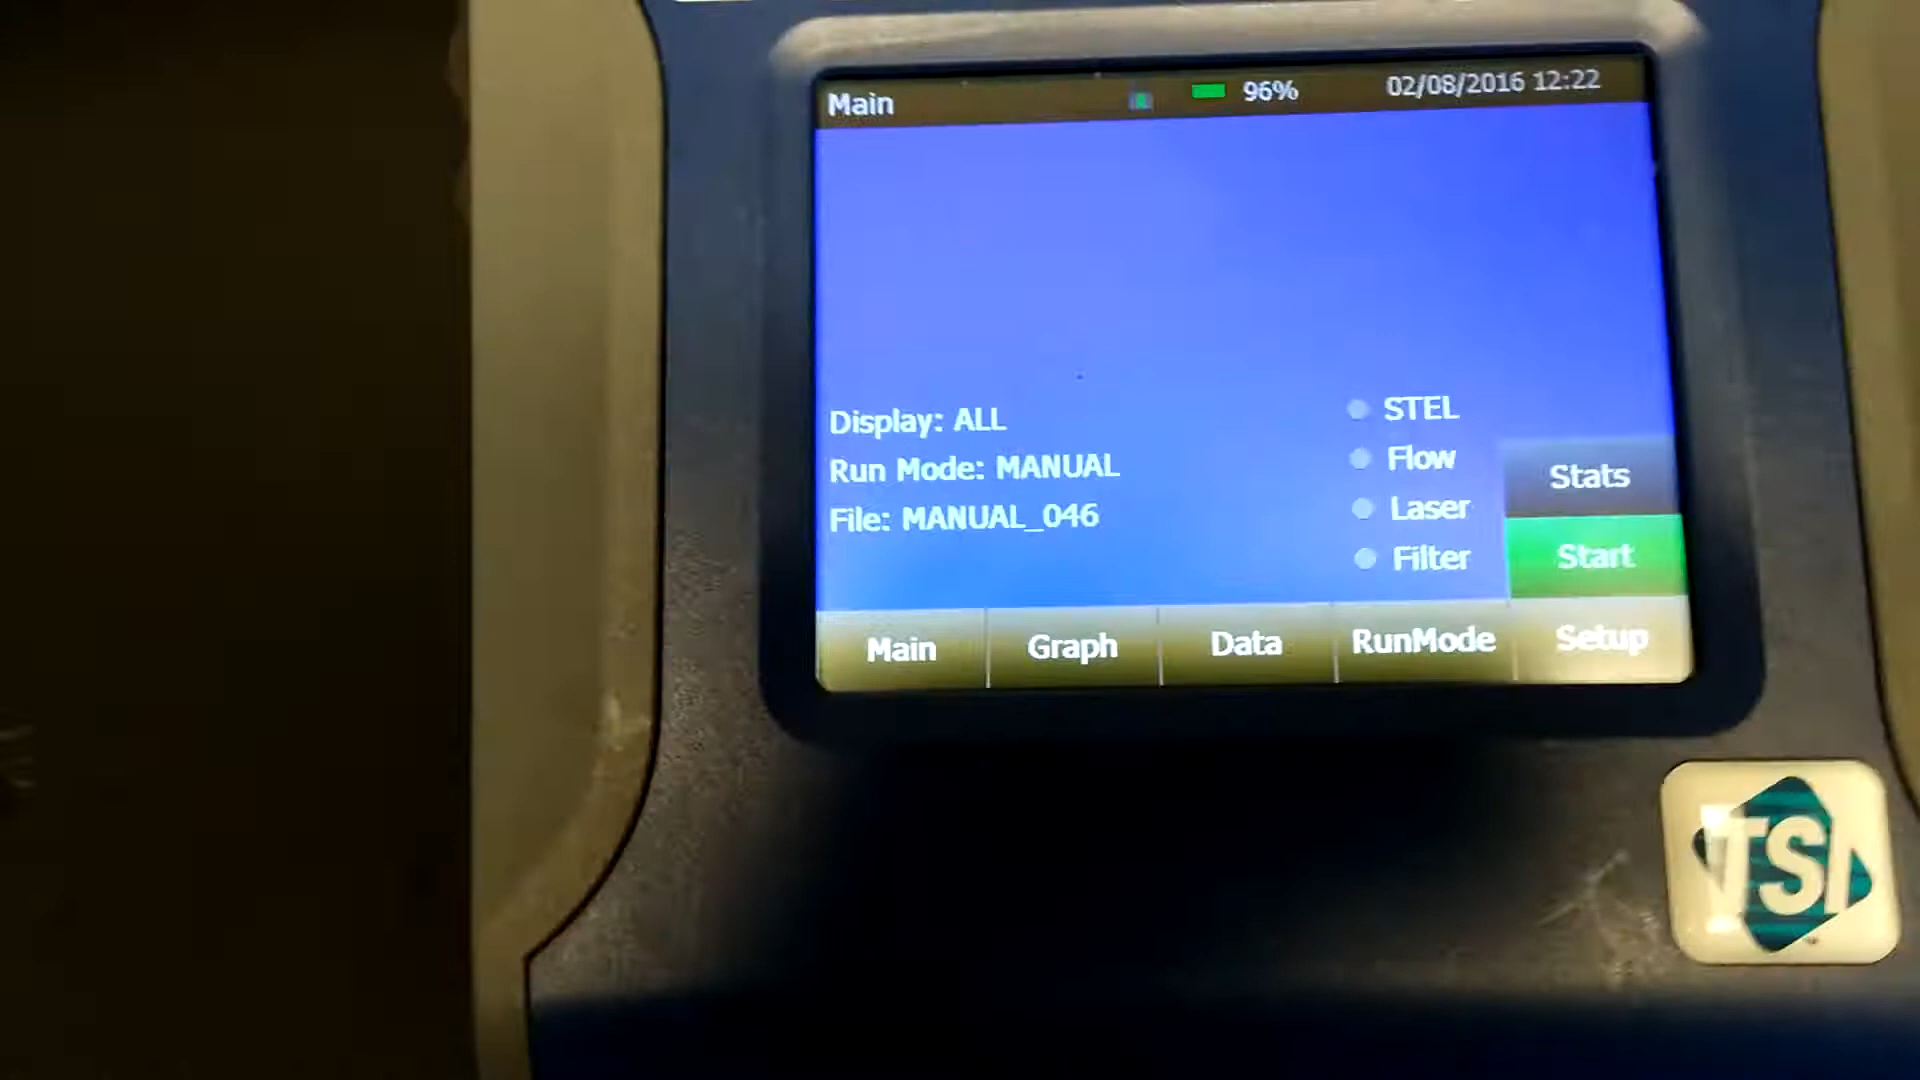 Main 96% 02/08/2016 12:22
Display: ALL
Run Mode: MANUAL
File: MANUAL_046
STEL
Flow
Laser
Filter
Stats
Start
Main Graph Data RunMode Setup
TSI